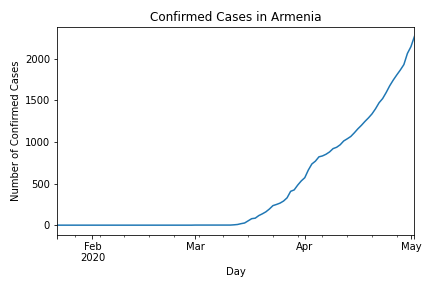 Confirmed Cases in Armenia
Number of Confirmed Cases
2000
1500
1000
500
0
Feb
2020
Mar
Apr
May
Day